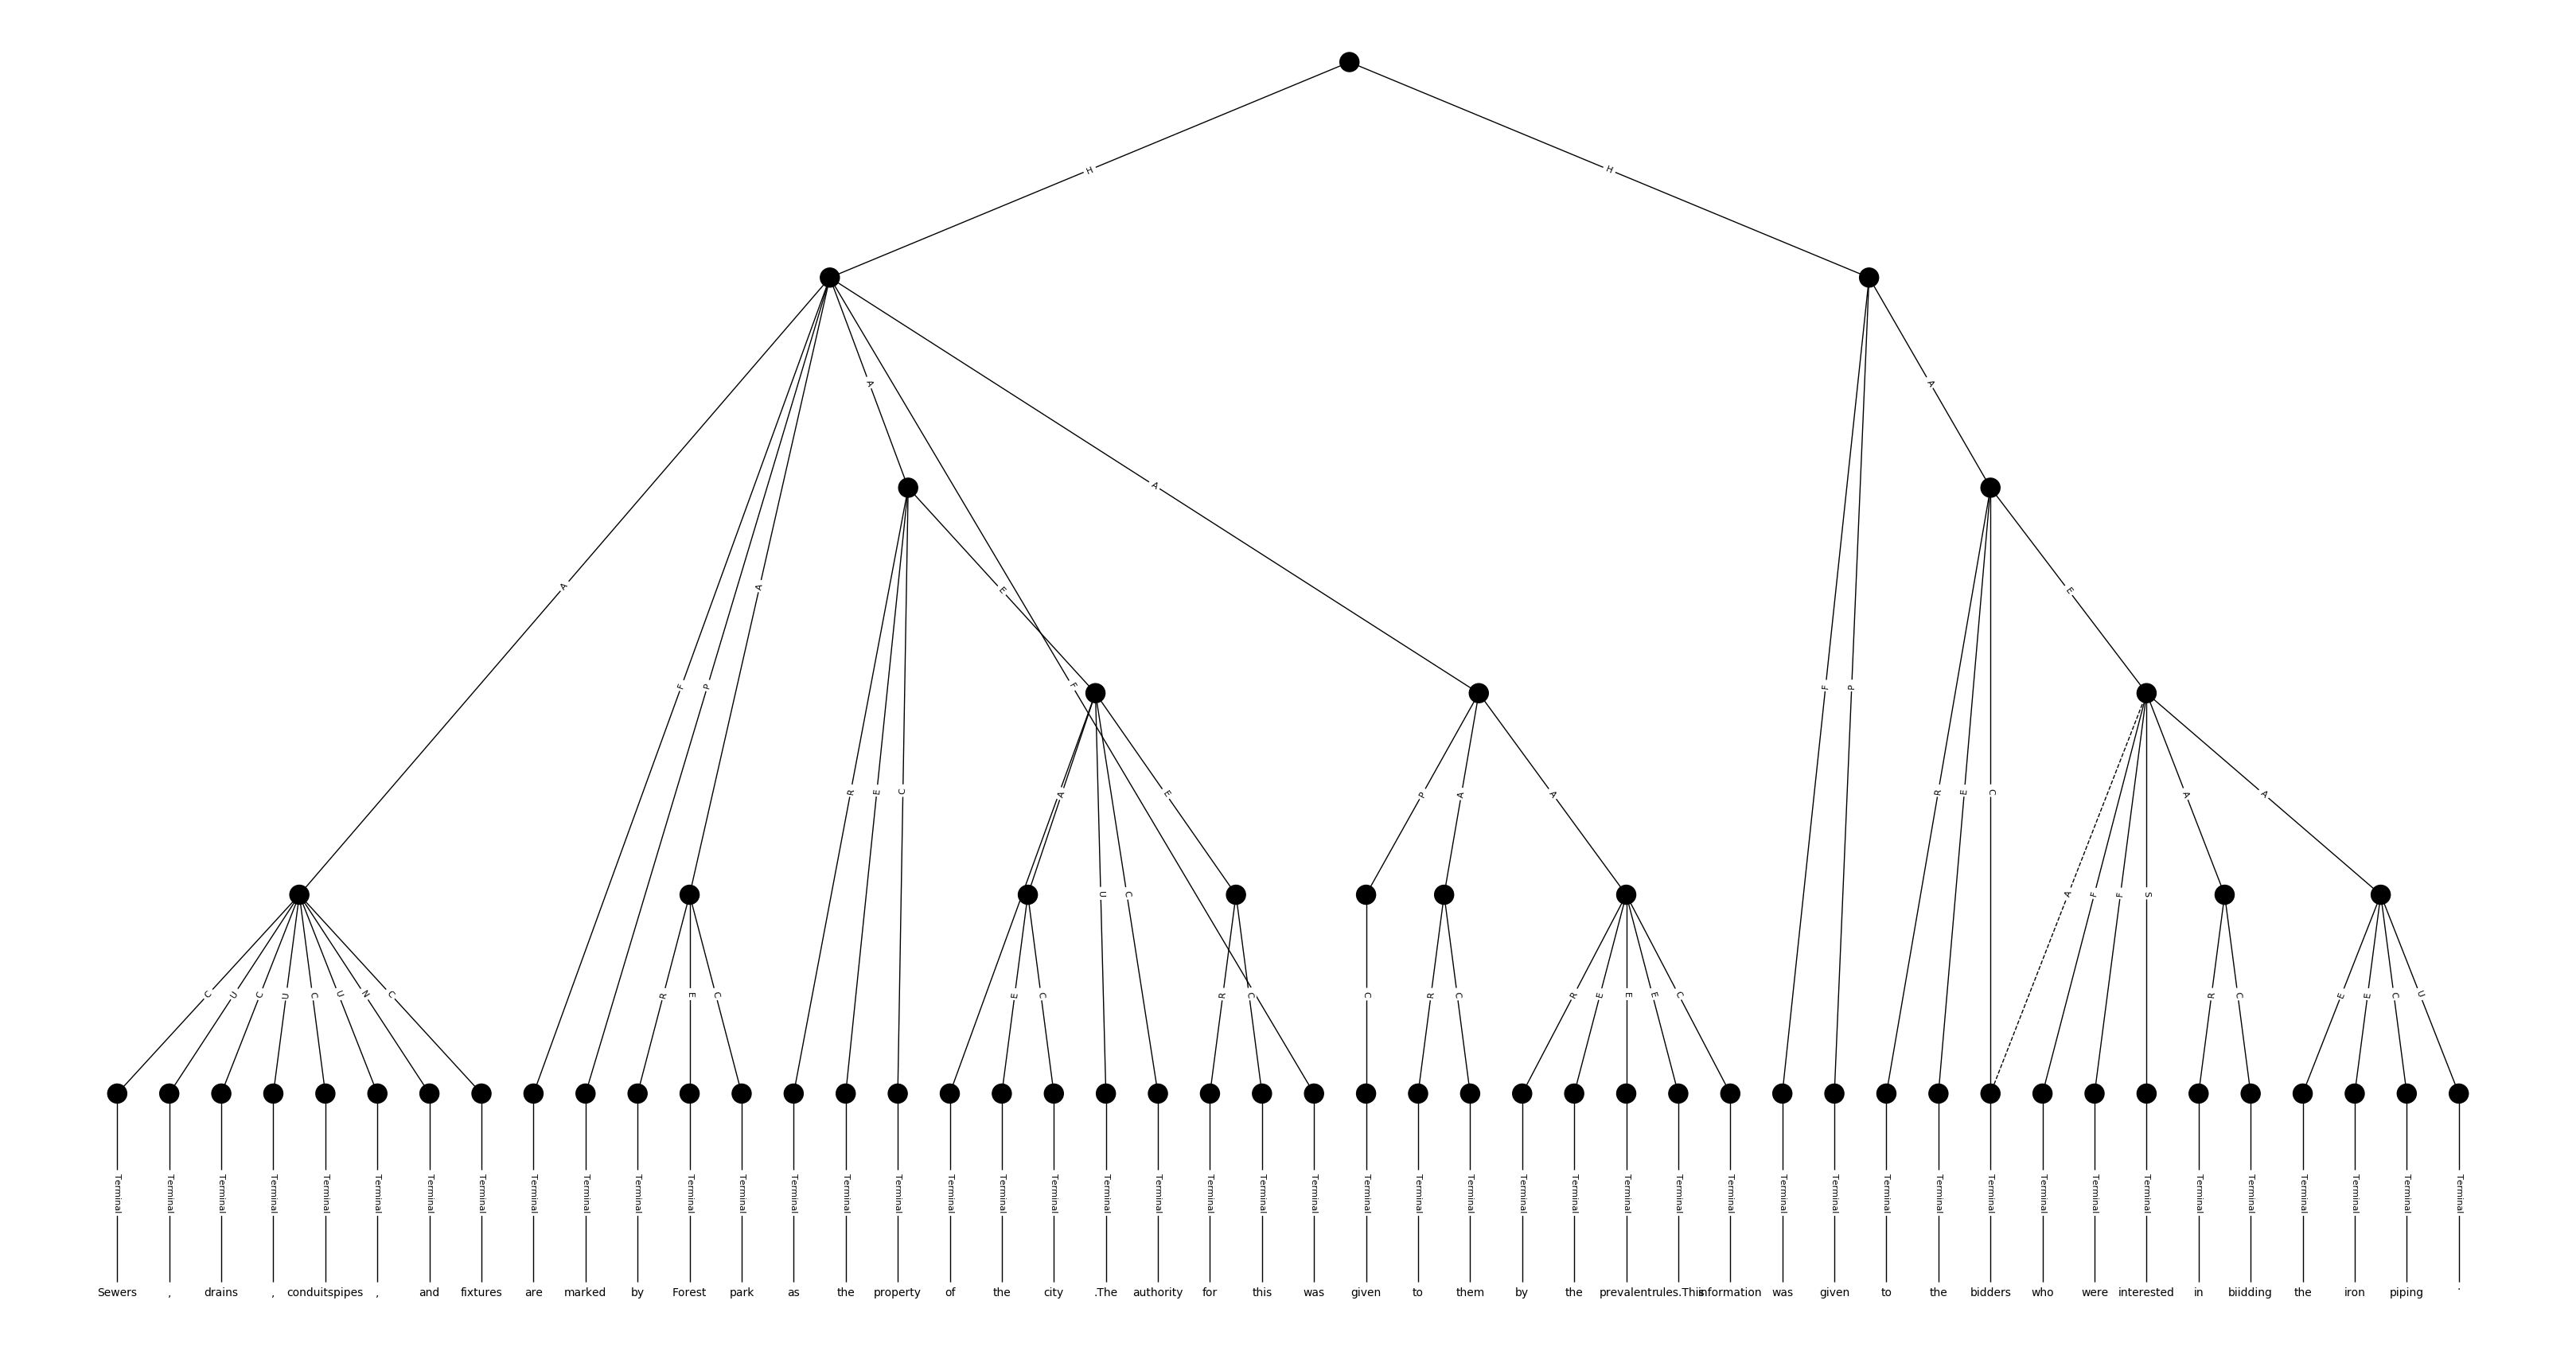 H H
A A
A
A F P A E E
F P F P
R E C A E P A A R E C A A
U C A F F S
C U C U C U N C R E C E C R C C R C R E E E C R C E E C U
Terminal Terminal Terminal Terminal Terminal Terminal Terminal Terminal Terminal Terminal Terminal Terminal Terminal Terminal Terminal Terminal Terminal Terminal Terminal Terminal Terminal Terminal Terminal Terminal Terminal Terminal Terminal Terminal Terminal Terminal Terminal Terminal Terminal Terminal Terminal Terminal Terminal Terminal Terminal Terminal Terminal Terminal Terminal Terminal Terminal Terminal
Sewers , drains , conduitspipes , and fixtures are marked by Forest park as the property of the city .The authority for this was given to them by the prevalent rules.This information was given to the bidders who were interested in biidding the iron piping .